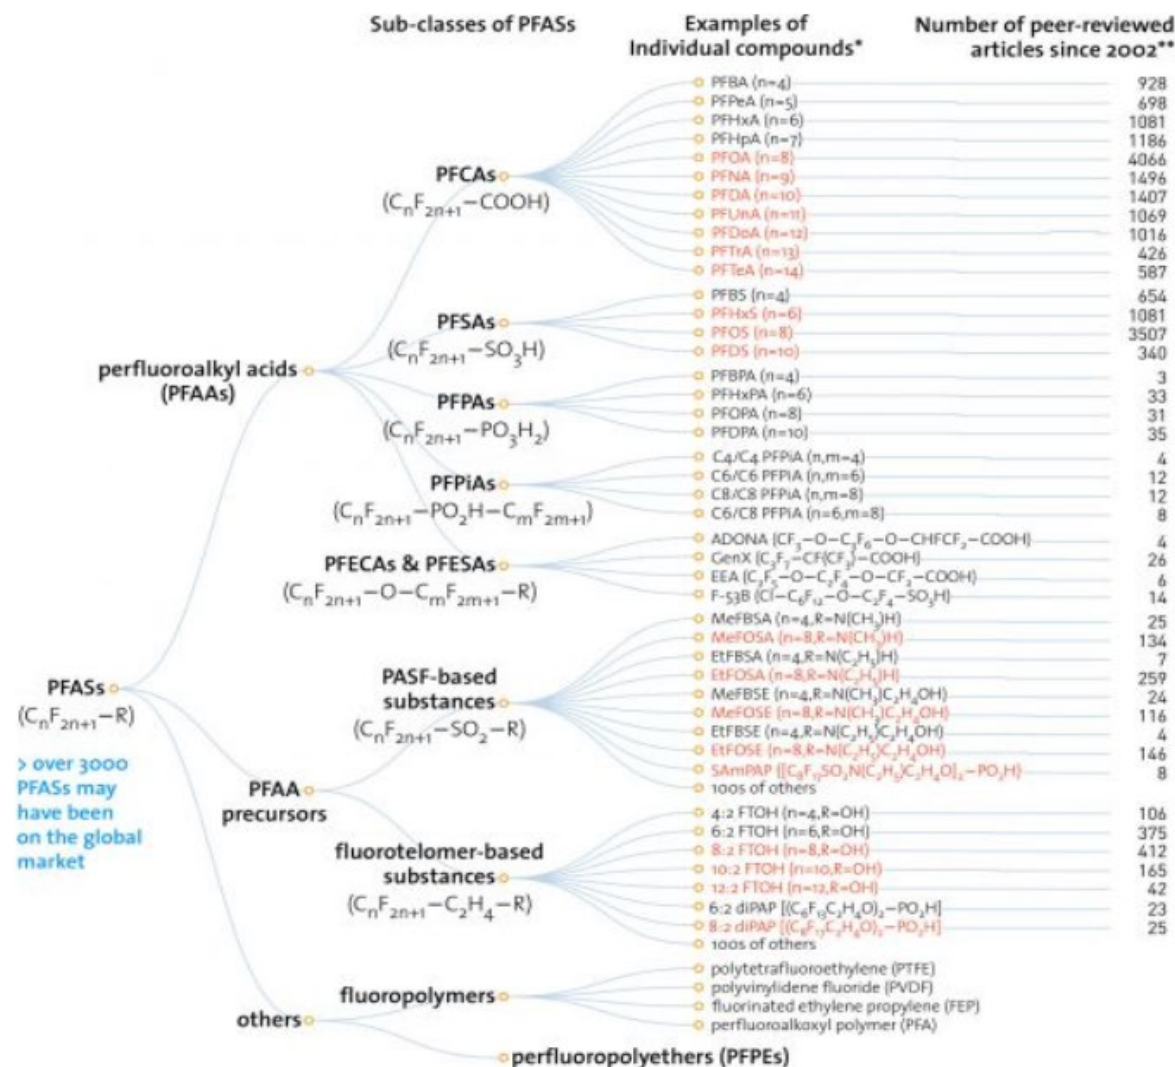 Sub-classes of PFASs
Examples of
Individual compounds*
Number of peer-reviewed
articles since 2002**
PFASs
(CₙF₂ₙ₊₁–R)
> over 3000
PFASs may
have been
on the global
market
perfluoroalkyl acids
(PFAAs)
PFCAs
(CₙF₂ₙ₊₁–COOH)
PFBA (n=4) 928
PFPeA (n=5) 698
PFHxA (n=6) 1081
PFHpA (n=7) 1186
PFOA (n=8) 4066
PFNA (n=9) 1496
PFDA (n=10) 1407
PFUnA (n=11) 1069
PFDoA (n=12) 1016
PFTrA (n=13) 426
PFTeA (n=14) 587
PFSAs
(CₙF₂ₙ₊₁–SO₃H)
PFBS (n=4) 654
PFHxS (n=6) 1081
PFOS (n=8) 3507
PFDS (n=10) 340
PFPAs
(CₙF₂ₙ₊₁–PO₃H₂)
PFBPA (n=4) 3
PFHxPA (n=6) 33
PFOPA (n=8) 31
PFDPA (n=10) 35
PFPiAs
(CₙF₂ₙ₊₁–PO₂H–CₘF₂ₘ₊₁)
C4/C4 PFPiA (n,m=4) 4
C6/C6 PFPiA (n,m=6) 12
C8/C8 PFPiA (n,m=8) 12
C6/C8 PFPiA (n=6,m=8) 8
PFECAs & PFESAs
(CₙF₂ₙ₊₁–O–CₘF₂ₘ₊₁–R)
ADONA (CF₃–O–C₃F₆–O–CHFCF₂–COOH) 4
GenX (C₃F₇–CF(CF₃)–COOH) 26
EEA (C₂F₅–O–C₂F₄–O–CF₂–COOH) 6
F-53B (Cl–C₆F₁₂–O–C₂F₄–SO₃H) 14
PFAA
precursors
PASF-based
substances
(CₙF₂ₙ₊₁–SO₂–R)
MeFBSA (n=4,R=N(CH₃)H) 25
MeFOSA (n=8,R=N(CH₃)H) 134
EtFBSA (n=4,R=N(C₂H₅)H) 7
EtFOSA (n=8,R=N(C₂H₅)H) 259
MeFBSE (n=4,R=N(CH₃)C₂H₄OH) 24
MeFOSE (n=8,R=N(CH₃)C₂H₄OH) 116
EtFBSE (n=4,R=N(C₂H₅)C₂H₄OH) 4
EtFOSE (n=8,R=N(C₂H₅)C₂H₄OH) 146
SAmPAP {[C₈F₁₇SO₂N(C₂H₅)C₂H₄O]₂–PO₂H} 8
100s of others
fluorotelomer-based
substances
(CₙF₂ₙ₊₁–C₂H₄–R)
4:2 FTOH (n=4,R=OH) 106
6:2 FTOH (n=6,R=OH) 375
8:2 FTOH (n=8,R=OH) 412
10:2 FTOH (n=10,R=OH) 165
12:2 FTOH (n=12,R=OH) 42
6:2 diPAP [(C₆F₁₃C₂H₄O)₂–PO₂H] 23
8:2 diPAP [(C₈F₁₇C₂H₄O)₂–PO₂H] 25
100s of others
others
fluoropolymers
polytetrafluoroethylene (PTFE)
polyvinylidene fluoride (PVDF)
fluorinated ethylene propylene (FEP)
perfluoroalkoxyl polymer (PFA)
perfluoropolyethers (PFPEs)